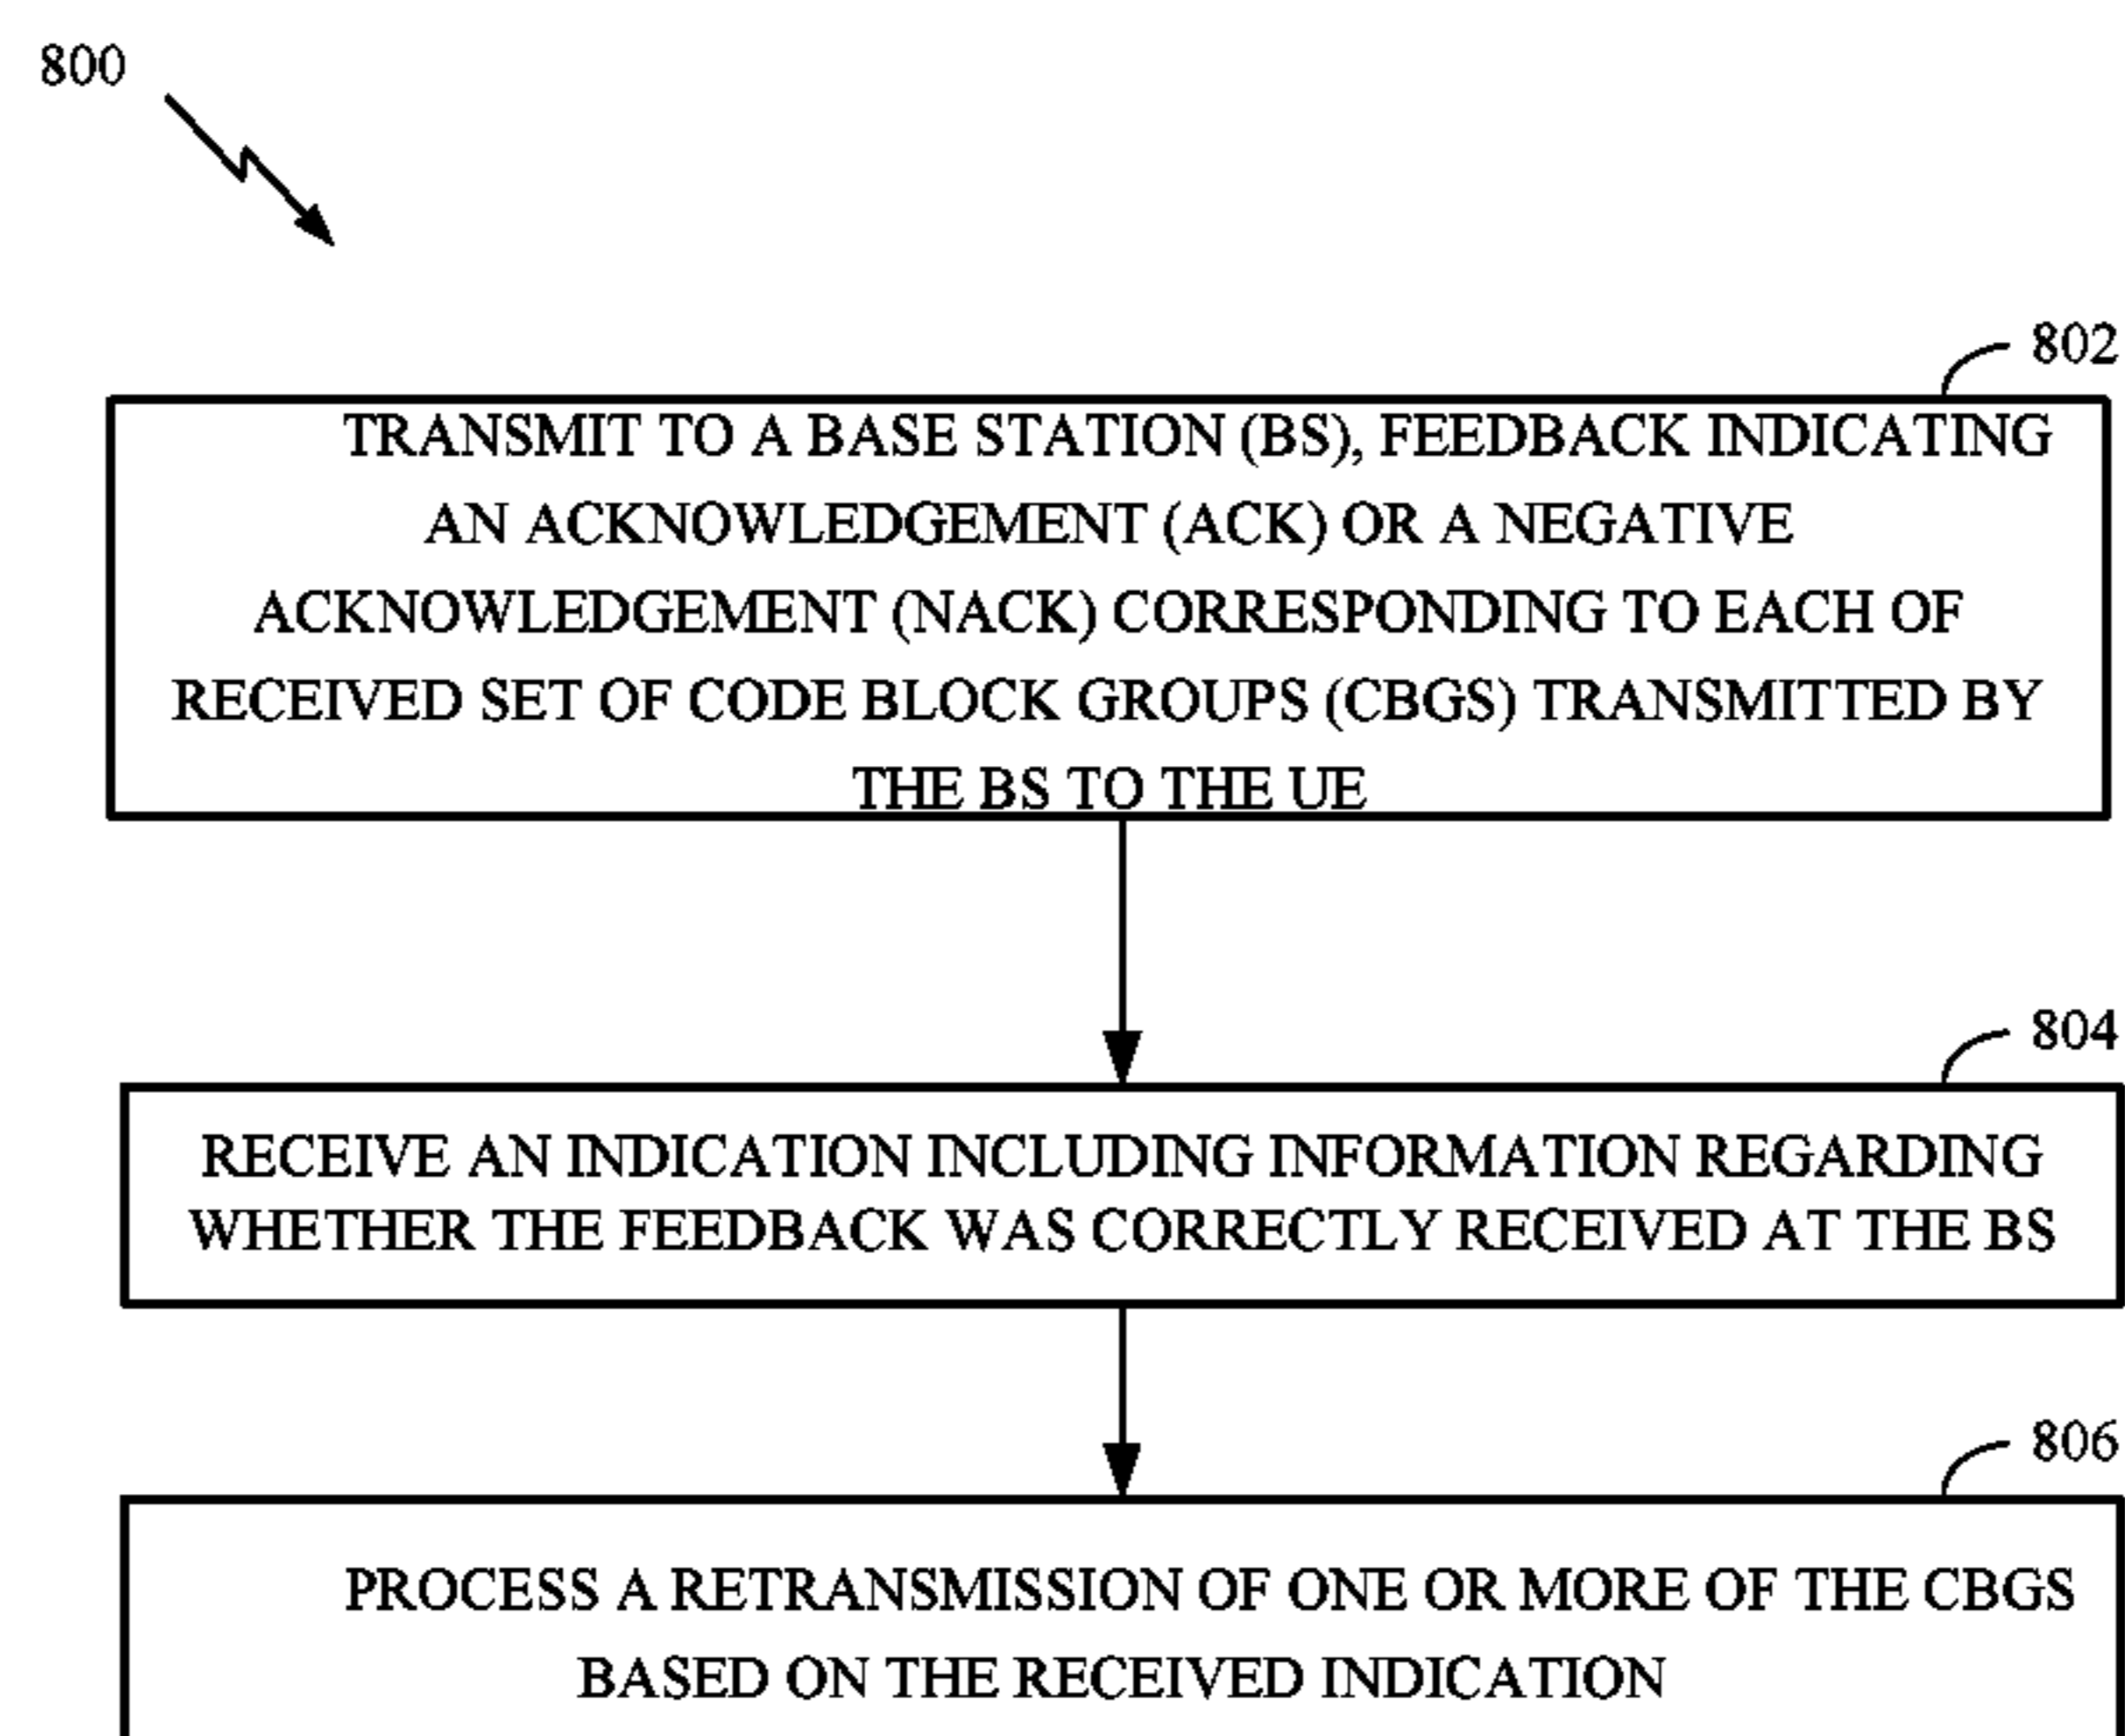 800
802
TRANSMIT TO A BASE STATION (BS), FEEDBACK INDICATING
AN ACKNOWLEDGEMENT (ACK) OR A NEGATIVE
ACKNOWLEDGEMENT (NACK) CORRESPONDING TO EACH OF
RECEIVED SET OF CODE BLOCK GROUPS (CBGS) TRANSMITTED BY
THE BS TO THE UE
804
RECEIVE AN INDICATION INCLUDING INFORMATION REGARDING
WHETHER THE FEEDBACK WAS CORRECTLY RECEIVED AT THE BS
806
PROCESS A RETRANSMISSION OF ONE OR MORE OF THE CBGS
BASED ON THE RECEIVED INDICATION